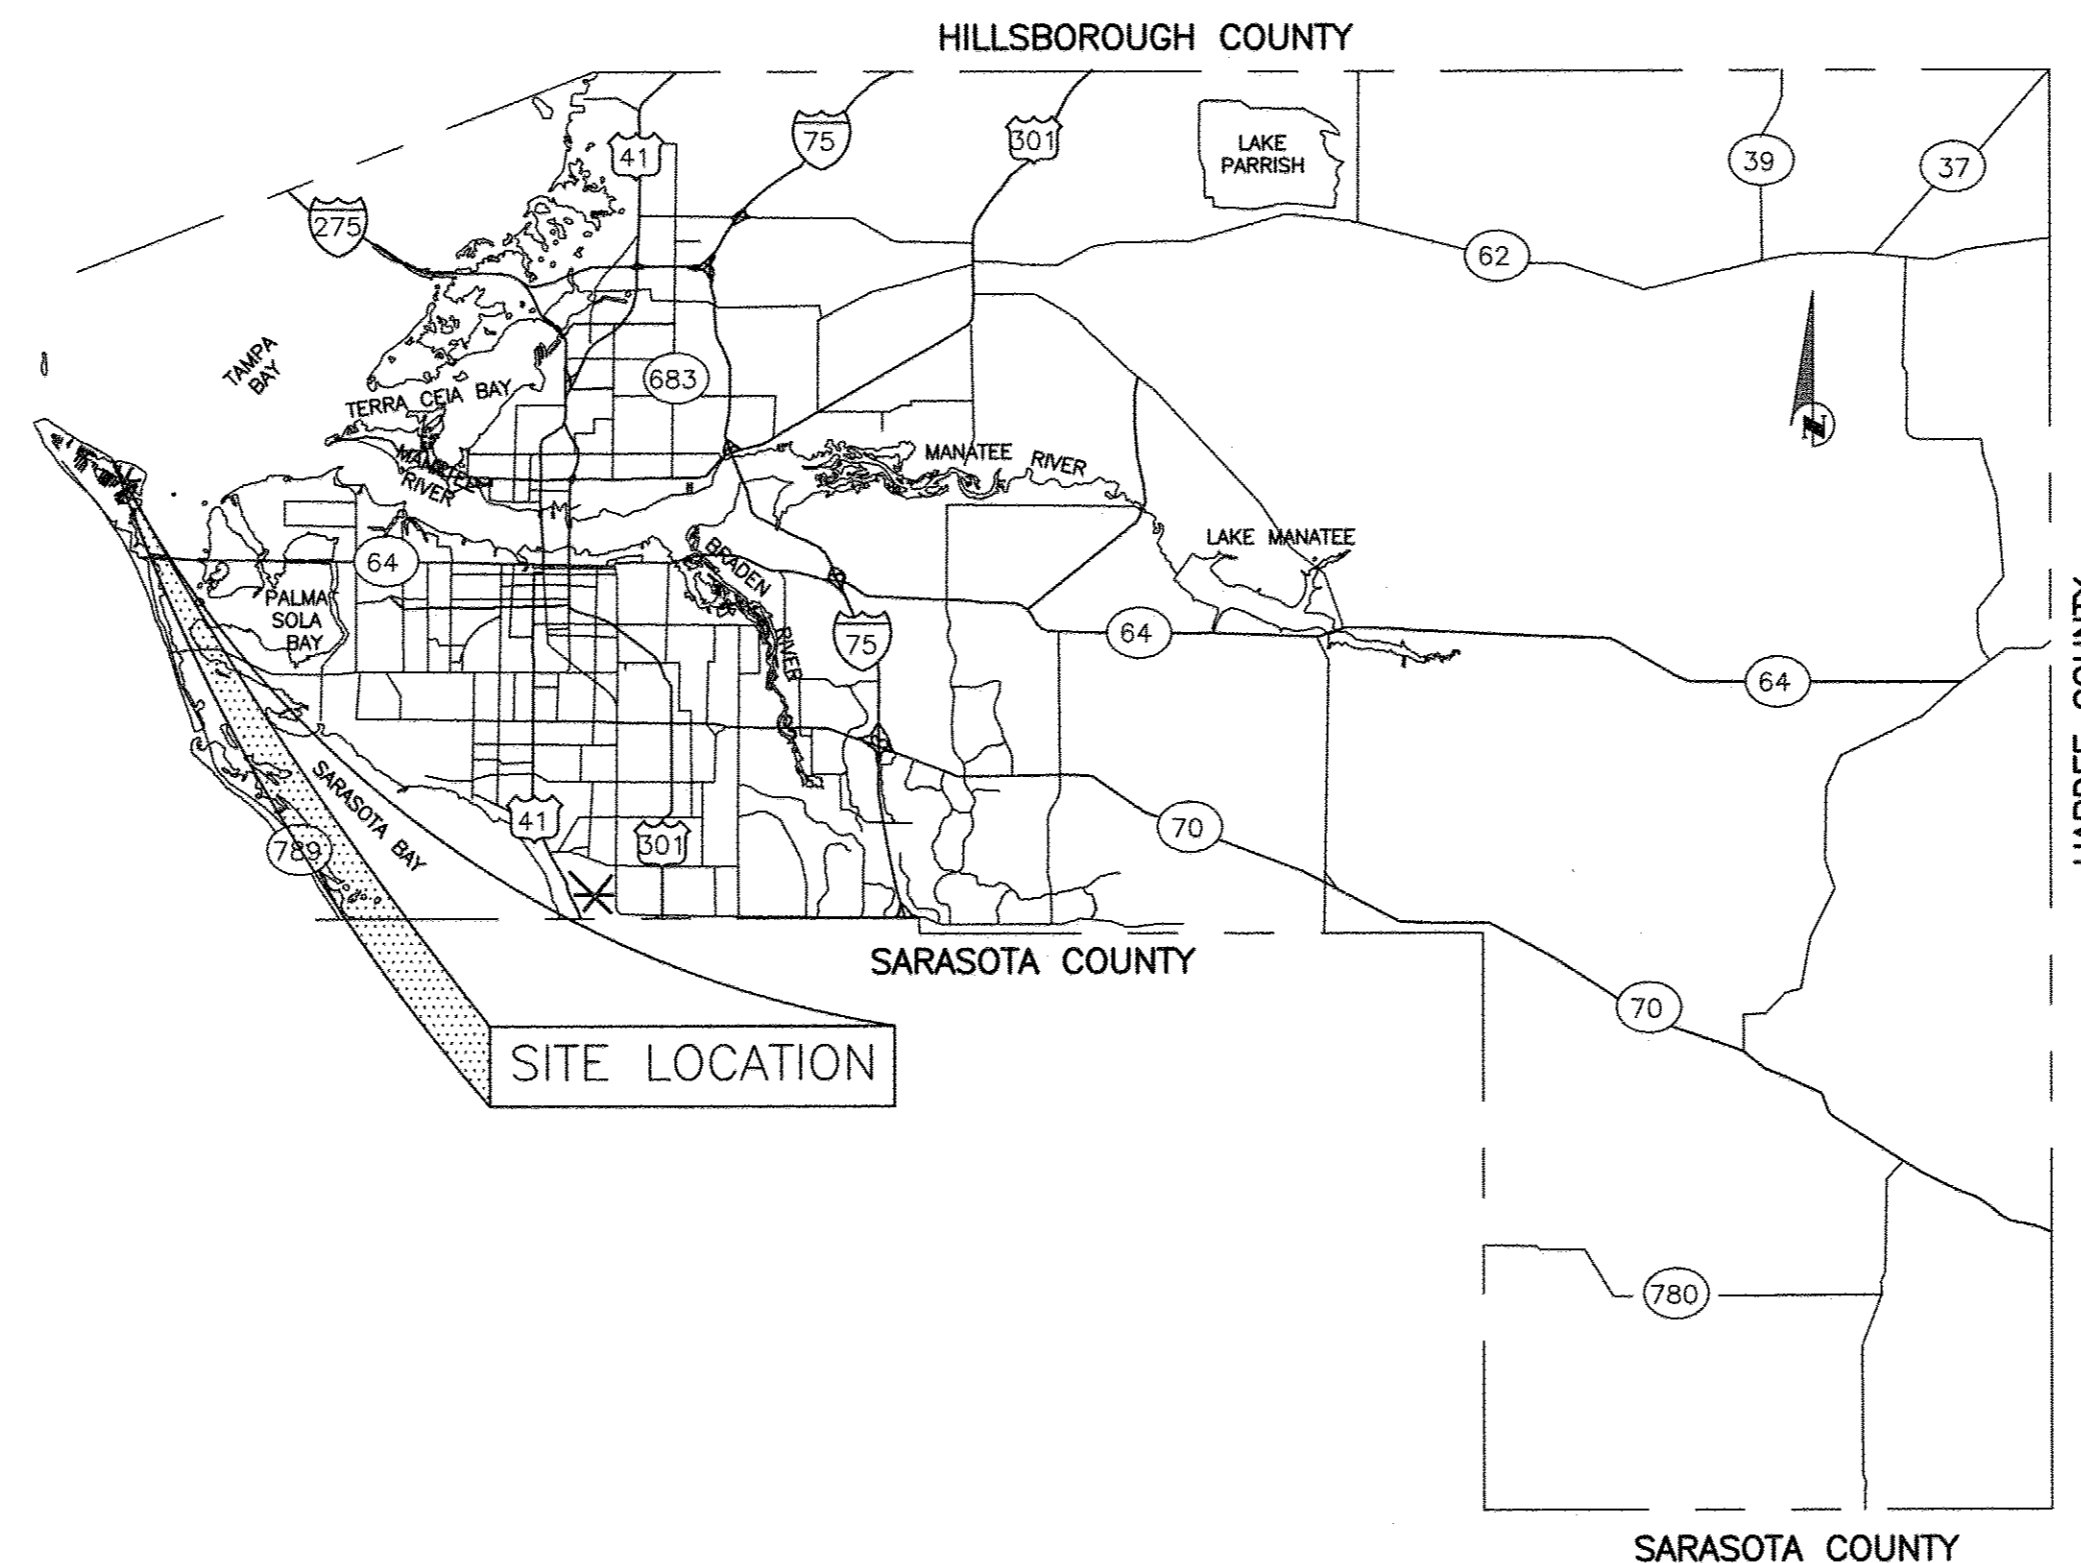 HILLSBOROUGH COUNTY
41
75
301
LAKE
PARRISH
39
37
275
62
TAMPA
BAY
TERRA CEIA BAY
683
N
MANATEE
RIVER
MANATEE RIVER
64
BRADEN
RIVER
LAKE MANATEE
PALMA
SOLA
BAY
75
64
64
SARASOTA BAY
789
41
301
70
SARASOTA COUNTY
70
SITE LOCATION
780
SARASOTA COUNTY